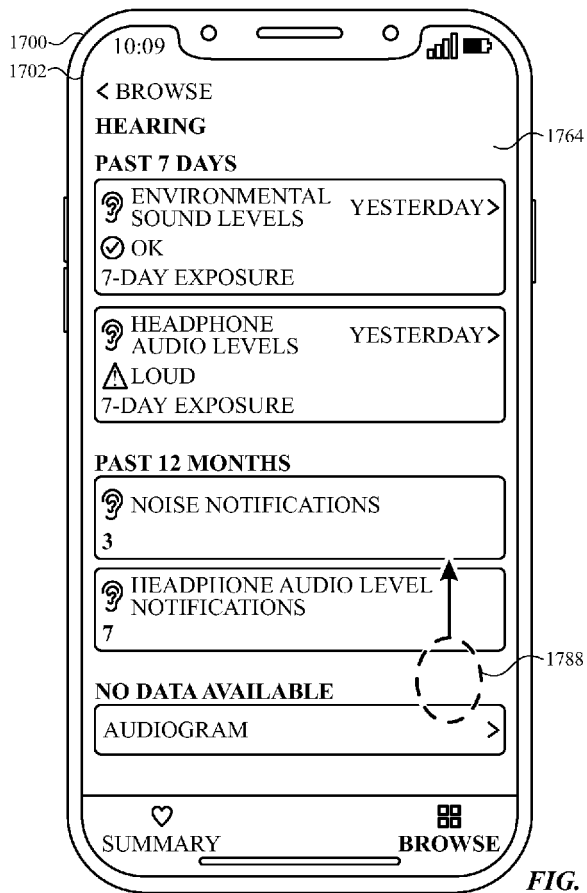 1700
10:09
1702
< BROWSE
HEARING
1764
PAST 7 DAYS
ENVIRONMENTAL
SOUND LEVELS
YESTERDAY>
OK
7-DAY EXPOSURE
HEADPHONE
AUDIO LEVELS
YESTERDAY>
LOUD
7-DAY EXPOSURE
PAST 12 MONTHS
NOISE NOTIFICATIONS
3
HEADPHONE AUDIO LEVEL
NOTIFICATIONS
7
1788
NO DATA AVAILABLE
AUDIOGRAM >
SUMMARY
BROWSE
FIG.